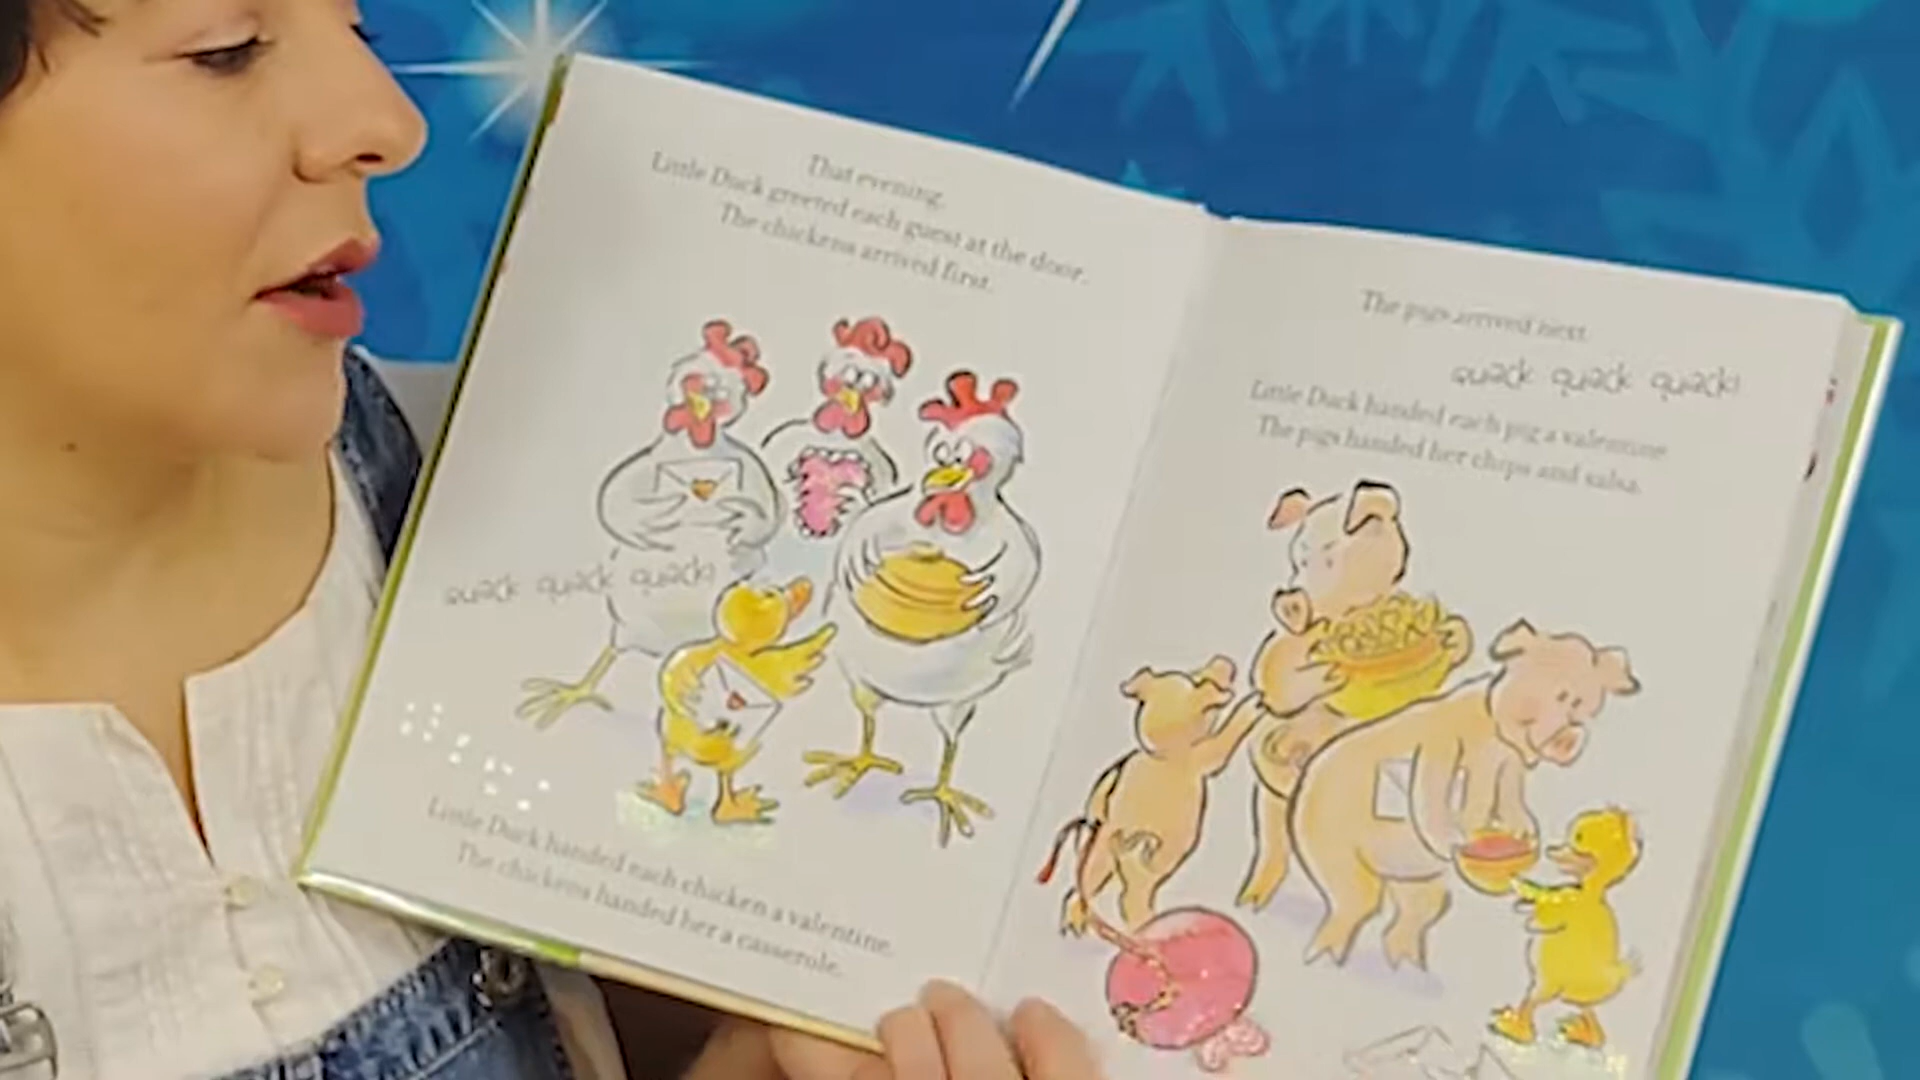 That evening,
Little Duck greeted each guest at the door.
The chickens arrived first.
quack quack quack!
Little Duck handed each chicken a valentine.
The chickens handed her a casserole.
The pigs arrived next.
quack quack quack!
Little Duck handed each pig a valentine.
The pigs handed her chips and salsa.